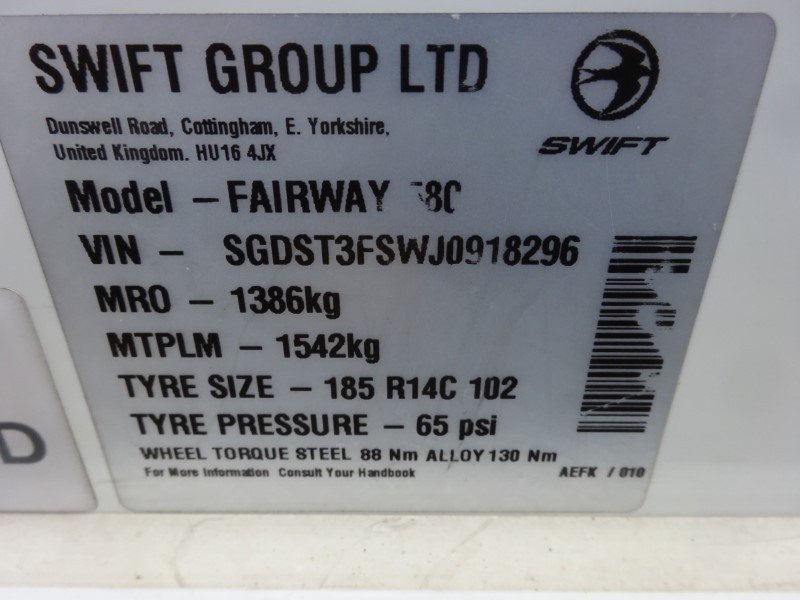 SWIFT GROUP LTD
Dunswell Road, Cottingham, E. Yorkshire,
United Kingdom. HU16 4JX
SWIFT
Model – FAIRWAY
VIN – SGDST3FSWJ0918296
MRO – 1386kg
MTPLM – 1542kg
TYRE SIZE – 185 R14C 102
TYRE PRESSURE – 65 psi
WHEEL TORQUE STEEL 88 Nm ALLOY 130 Nm
For More Information Consult Your Handbook
AEFK / 010
D